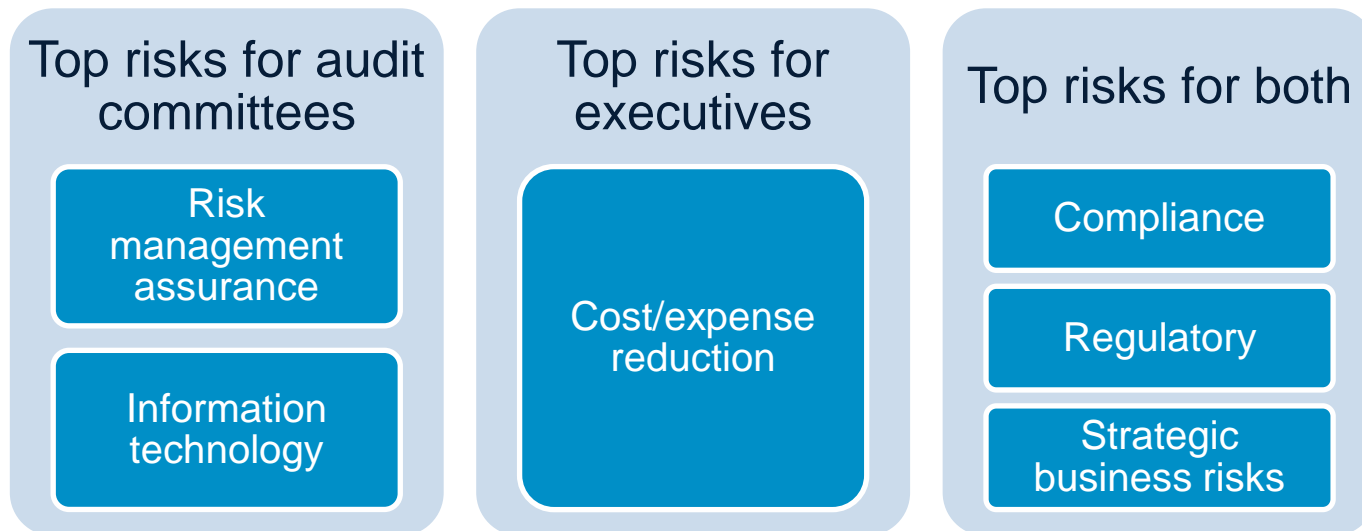 Top risks for audit
committees
Risk
management
assurance
Information
technology
Top risks for
executives
Cost/expense
reduction
Top risks for both
Compliance
Regulatory
Strategic
business risks